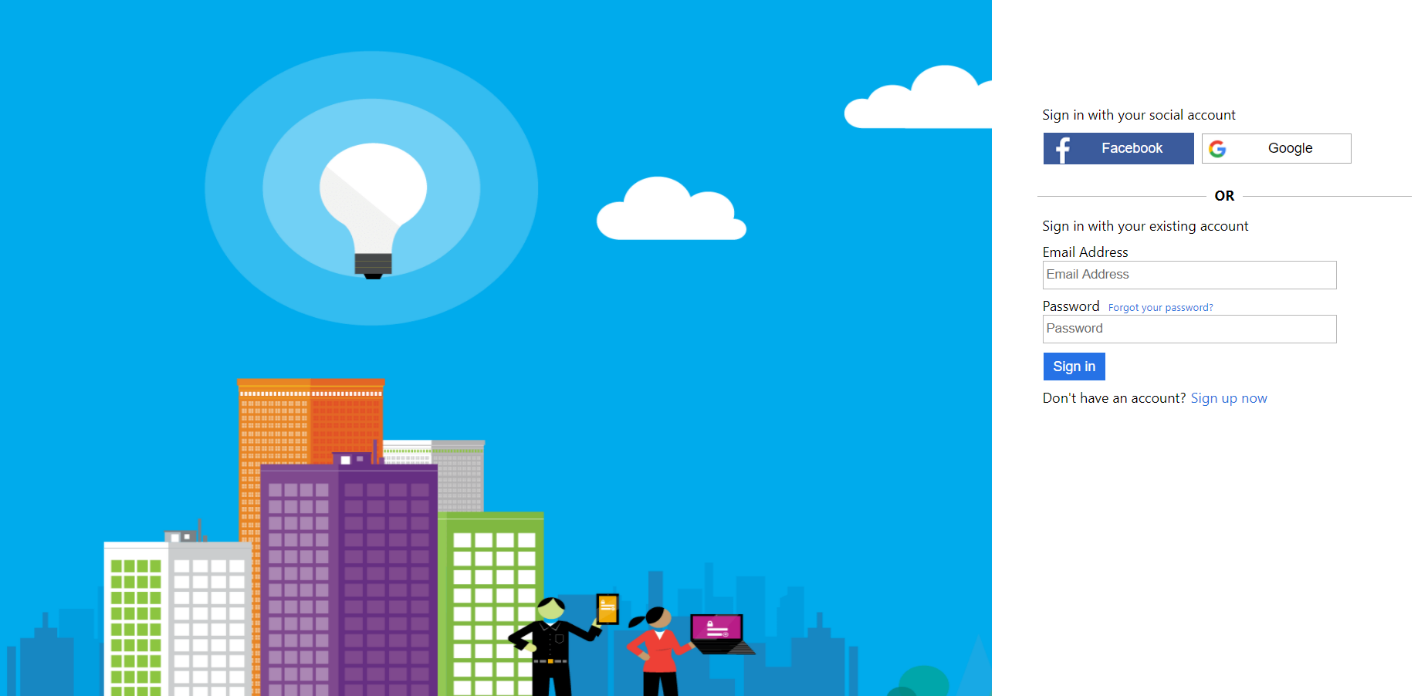 Sign in with your social account
Facebook
Google
OR
Sign in with your existing account
Email Address
Email Address
Password Forgot your password?
Password
Sign in
Don't have an account? Sign up now